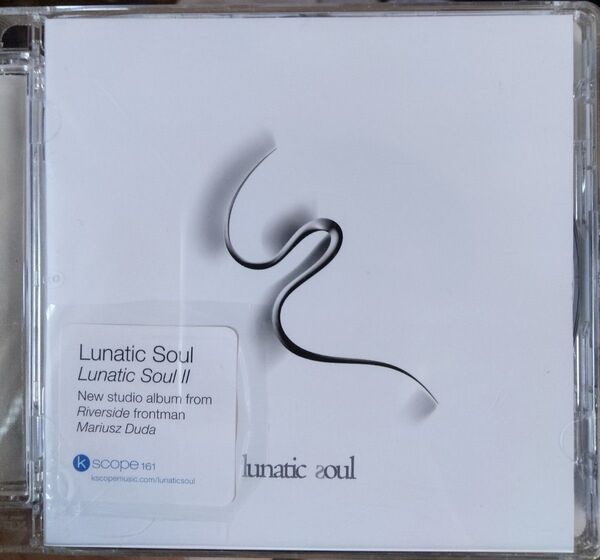 Lunatic Soul
Lunatic Soul II
New studio album from
Riverside frontman
Mariusz Duda
k scope 161
kscopemusic.com/lunaticsoul
lunatic soul